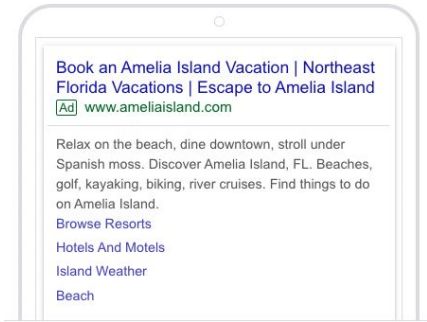 Book an Amelia Island Vacation | Northeast
Florida Vacations | Escape to Amelia Island
Ad www.ameliaisland.com
Relax on the beach, dine downtown, stroll under
Spanish moss. Discover Amelia Island, FL. Beaches,
golf, kayaking, biking, river cruises. Find things to do
on Amelia Island.
Browse Resorts
Hotels And Motels
Island Weather
Beach